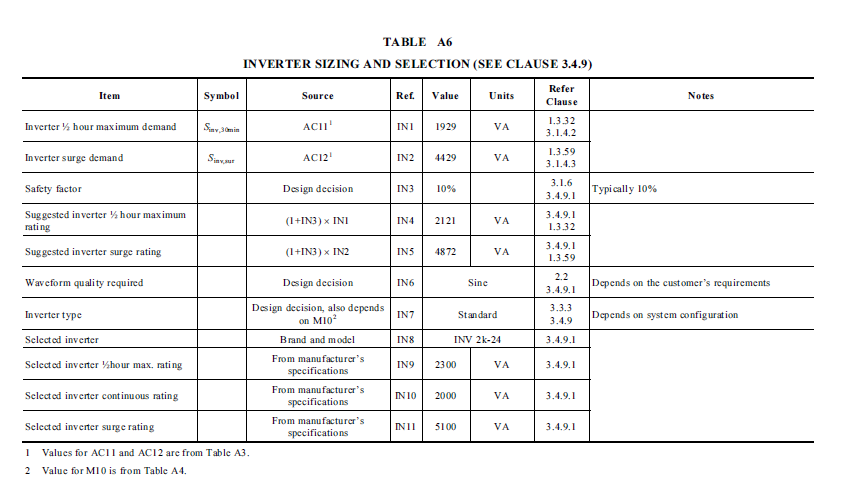 TABLE A6
INVERTER SIZING AND SELECTION (SEE CLAUSE 3.4.9)
Item Symbol Source Ref. Value Units Refer Clause Notes
Inverter ½ hour maximum demand S inv,30min AC11¹ IN1 1929 VA 1.3.32 3.1.4.2
Inverter surge demand S inv,sur AC12¹ IN2 4429 VA 1.3.59 3.1.4.3
Safety factor Design decision IN3 10% 3.1.6 3.4.9.1 Typically 10%
Suggested inverter ½ hour maximum rating (1+IN3) × IN1 IN4 2121 VA 3.4.9.1 1.3.32
Suggested inverter surge rating (1+IN3) × IN2 IN5 4872 VA 3.4.9.1 1.3.59
Waveform quality required Design decision IN6 Sine 2.2 3.4.9.1 Depends on the customer's requirements
Inverter type Design decision, also depends on M10² IN7 Standard 3.3.3 3.4.9 Depends on system configuration
Selected inverter Brand and model IN8 INV 2k-24 3.4.9.1
Selected inverter ½hour max. rating From manufacturer's specifications IN9 2300 VA 3.4.9.1
Selected inverter continuous rating From manufacturer's specifications IN10 2000 VA 3.4.9.1
Selected inverter surge rating From manufacturer's specifications IN11 5100 VA 3.4.9.1
1 Values for AC11 and AC12 are from Table A3.
2 Value for M10 is from Table A4.